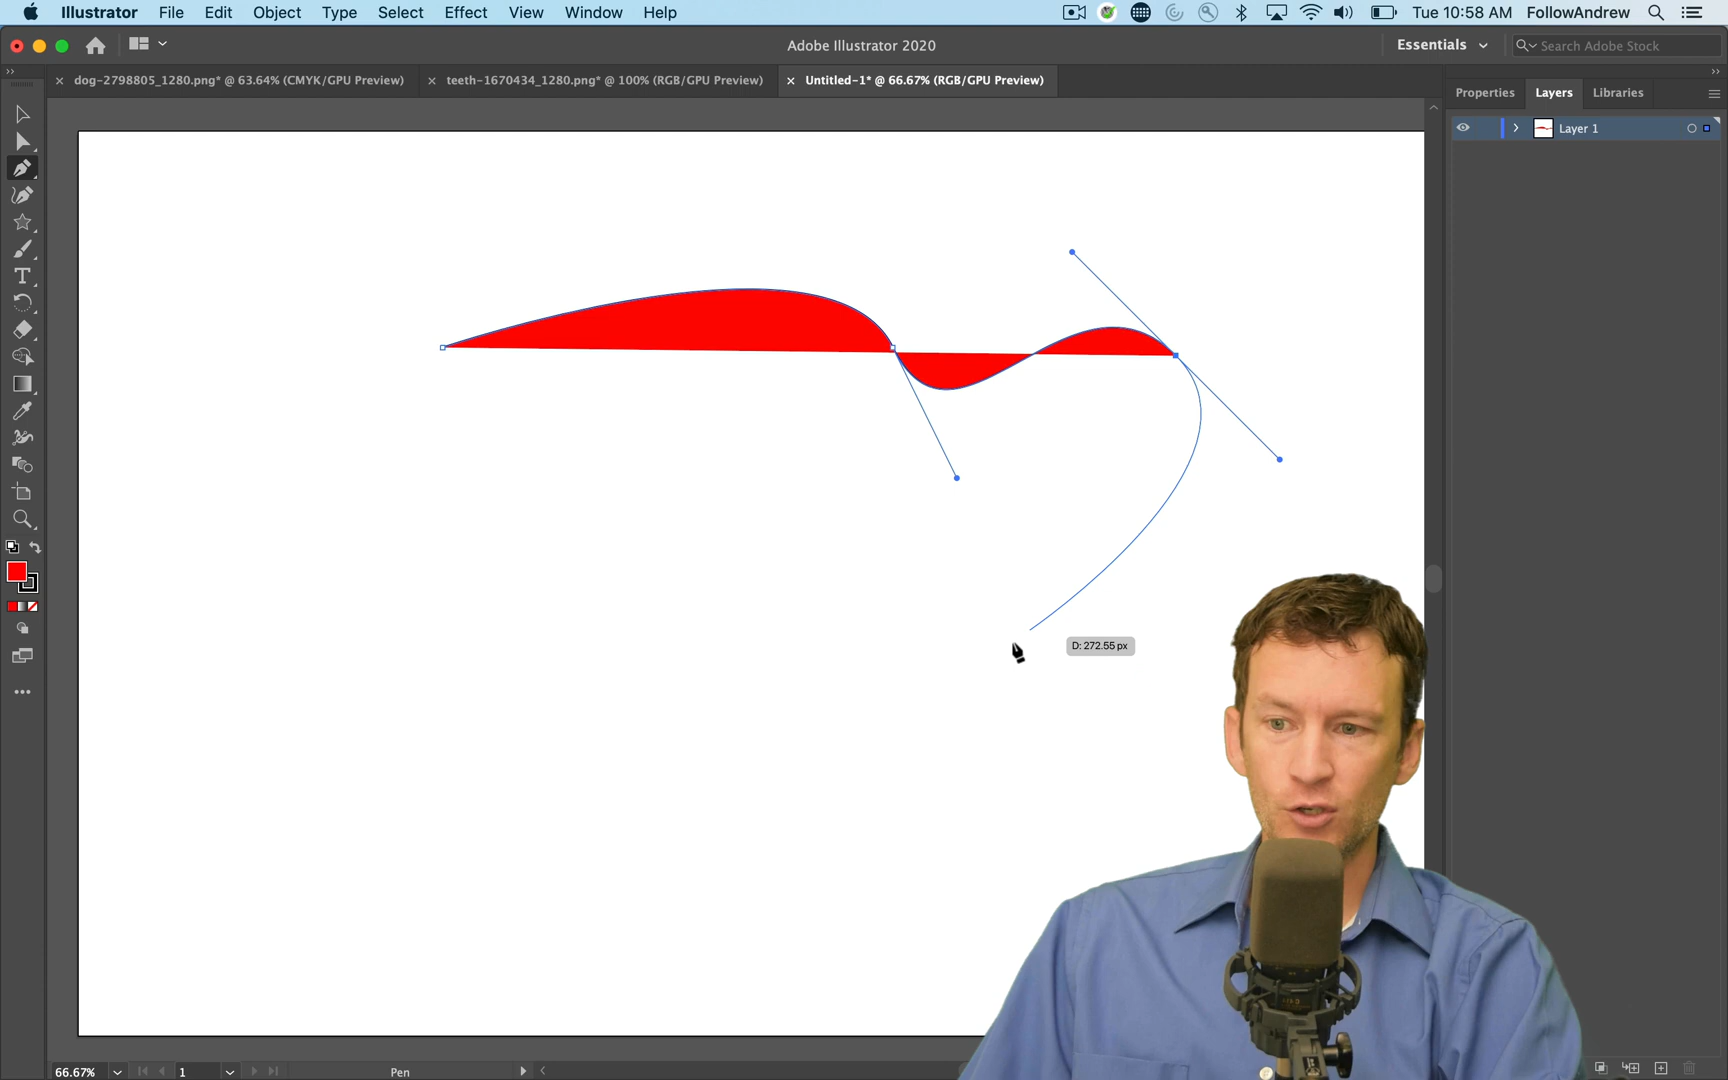 Illustrator File Edit Object Type Select Effect View Window Help Tue 10:58 AM FollowAndrew
Adobe Illustrator 2020 Essentials Search Adobe Stock
dog-2798805_1280.png* @ 63.64% (CMYK/GPU Preview) teeth-1670434_1280.png* @ 100% (RGB/GPU Preview) Untitled-1* @ 66.67% (RGB/GPU Preview)
Properties Layers Libraries
Layer 1
D: 272.55 px
66.67% 1 Pen